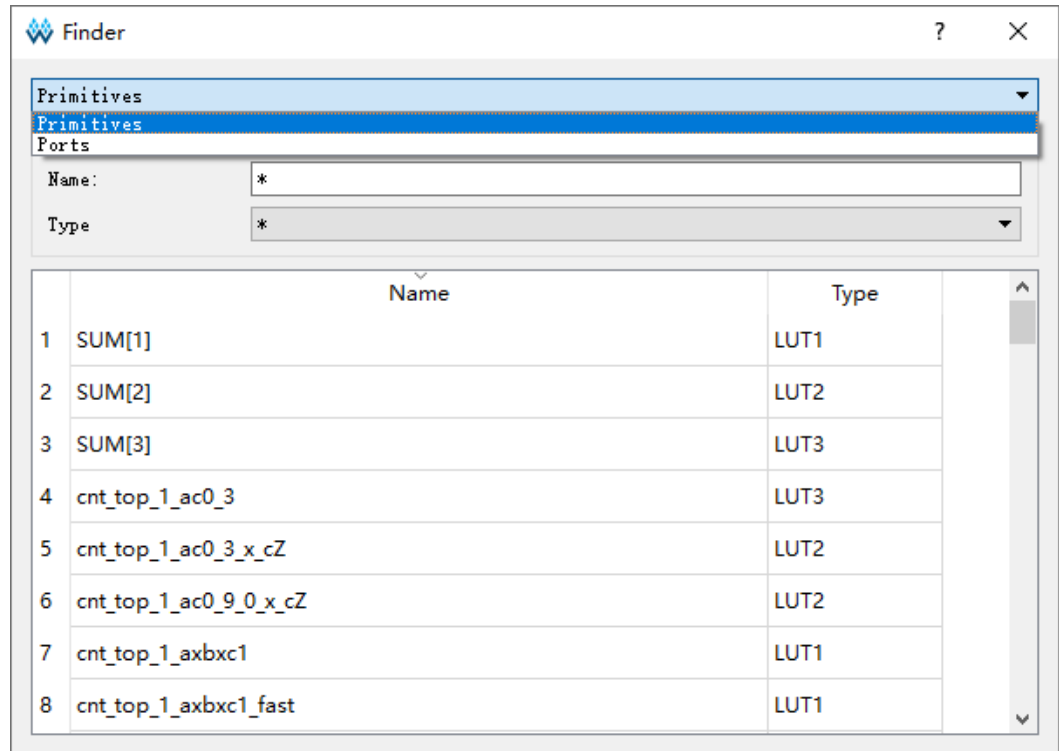 Finder ? ×
Primitives
Primitives
Ports
Name: *
Type *
Name Type
1 SUM[1] LUT1
2 SUM[2] LUT2
3 SUM[3] LUT3
4 cnt_top_1_ac0_3 LUT3
5 cnt_top_1_ac0_3_x_cZ LUT2
6 cnt_top_1_ac0_9_0_x_cZ LUT2
7 cnt_top_1_axbxc1 LUT1
8 cnt_top_1_axbxc1_fast LUT1